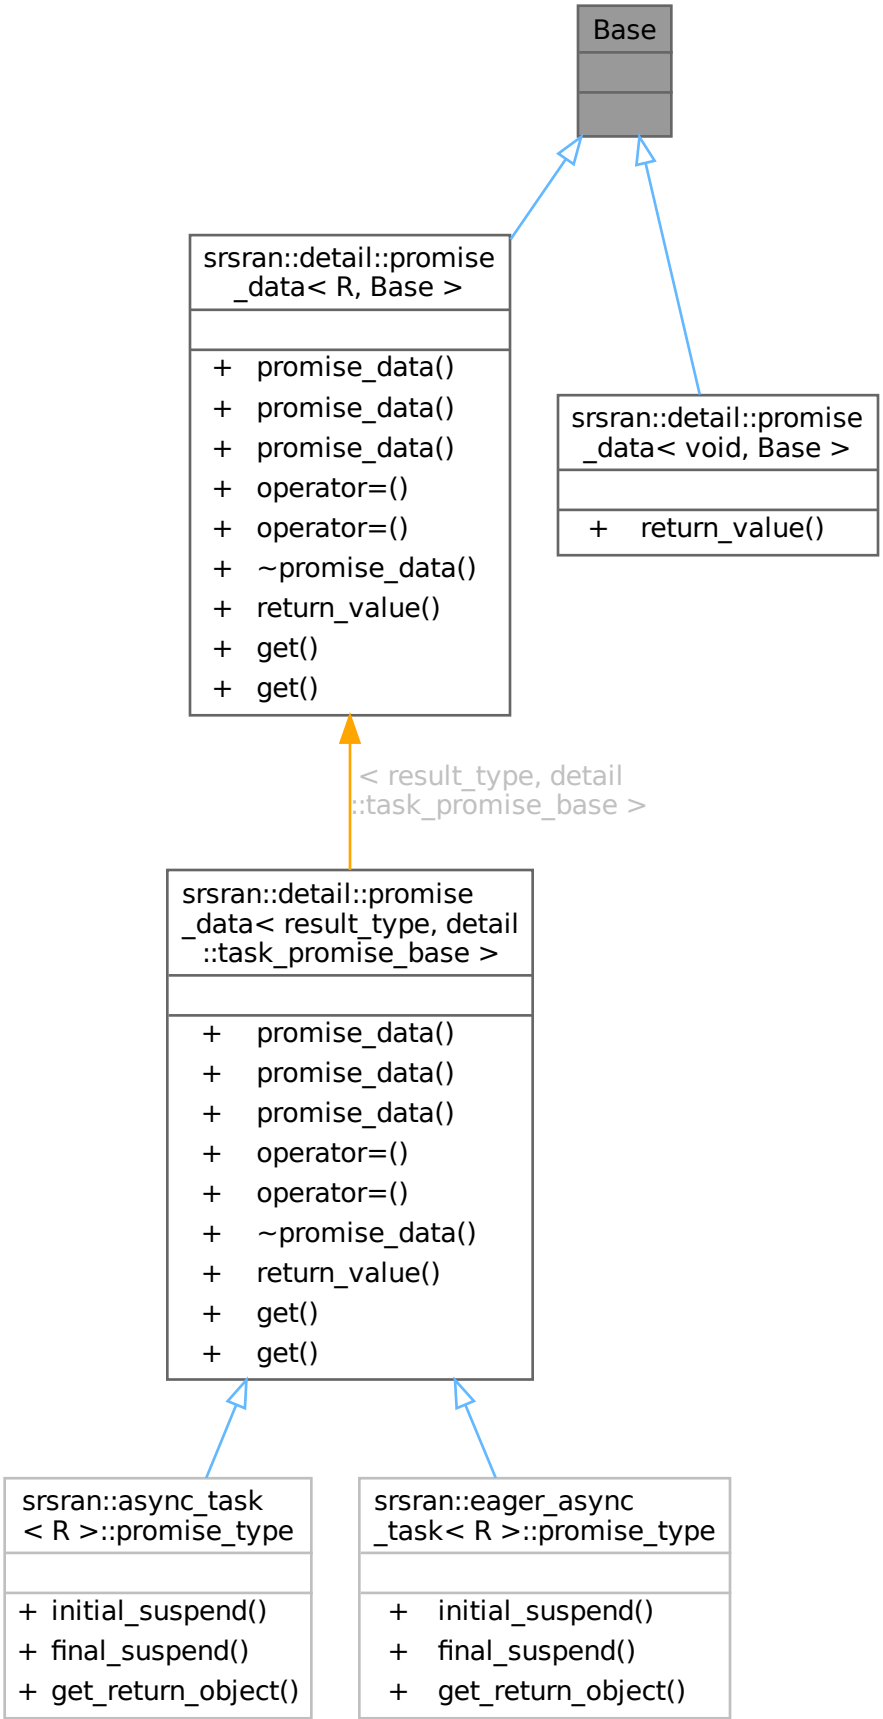 Base
srsran::detail::promise
_data< R, Base >
+ promise_data()
+ promise_data()
+ promise_data()
+ operator=()
+ operator=()
+ ~promise_data()
+ return_value()
+ get()
+ get()
srsran::detail::promise
_data< void, Base >
+ return_value()
< result_type, detail
::task_promise_base >
srsran::detail::promise
_data< result_type, detail
::task_promise_base >
+ promise_data()
+ promise_data()
+ promise_data()
+ operator=()
+ operator=()
+ ~promise_data()
+ return_value()
+ get()
+ get()
srsran::async_task
< R >::promise_type
+ initial_suspend()
+ final_suspend()
+ get_return_object()
srsran::eager_async
_task< R >::promise_type
+ initial_suspend()
+ final_suspend()
+ get_return_object()